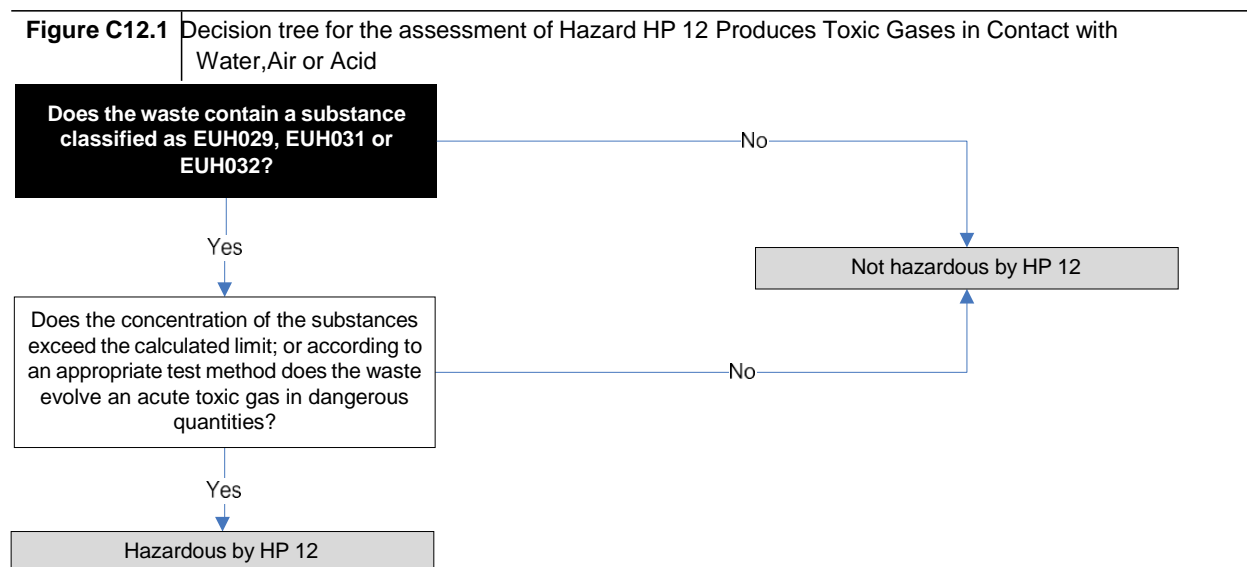 Figure C12.1 Decision tree for the assessment of Hazard HP 12 Produces Toxic Gases in Contact with
Water,Air or Acid
Does the waste contain a substance
classified as EUH029, EUH031 or
EUH032?
No
Yes
Not hazardous by HP 12
Does the concentration of the substances
exceed the calculated limit; or according to
an appropriate test method does the waste
evolve an acute toxic gas in dangerous
quantities?
No
Yes
Hazardous by HP 12